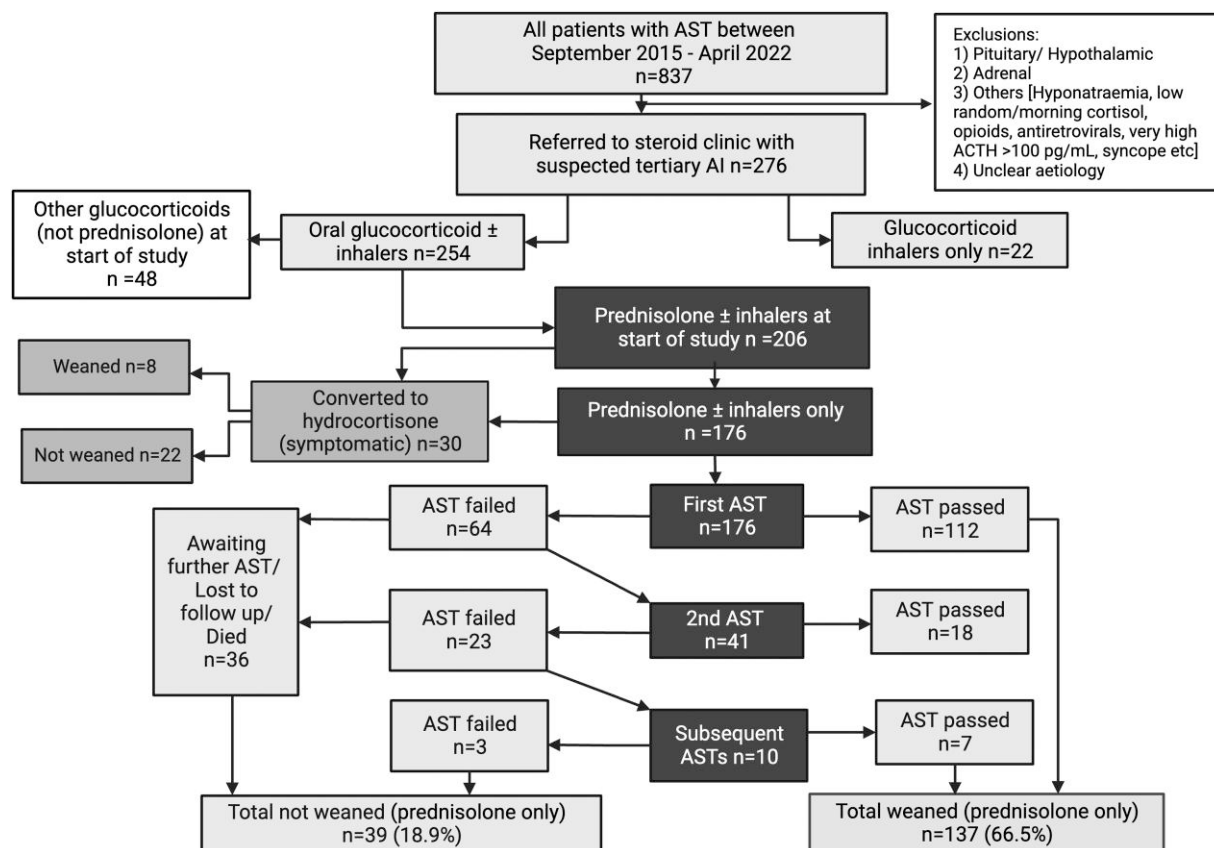 All patients with AST between
September 2015 - April 2022
n=837
Exclusions:
1) Pituitary/ Hypothalamic
2) Adrenal
3) Others [Hyponatraemia, low
random/morning cortisol,
opioids, antiretrovirals, very high
ACTH >100 pg/mL, syncope etc]
4) Unclear aetiology
Referred to steroid clinic with
suspected tertiary AI n=276
Other glucocorticoids
(not prednisolone) at
start of study
n =48
Oral glucocorticoid ±
inhalers n=254
Glucocorticoid
inhalers only n=22
Prednisolone ± inhalers at
start of study n =206
Weaned n=8
Converted to
hydrocortisone
(symptomatic) n=30
Prednisolone ± inhalers only
n =176
Not weaned n=22
AST failed
n=64
First AST
n=176
AST passed
n=112
Awaiting
further AST/
Lost to
follow up/
Died
n=36
AST failed
n=23
2nd AST
n=41
AST passed
n=18
AST failed
n=3
Subsequent
ASTs n=10
AST passed
n=7
Total not weaned (prednisolone only)
n=39 (18.9%)
Total weaned (prednisolone only)
n=137 (66.5%)